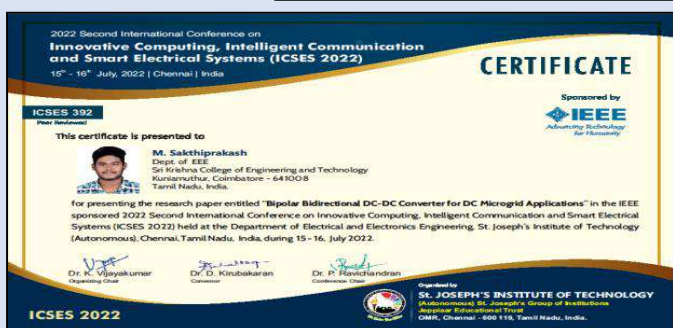 2022 Second International Conference on
Innovative Computing, Intelligent Communication
and Smart Electrical Systems (ICSES 2022)
15th - 16th July, 2022 | Chennai | India
CERTIFICATE
ICSES 392
Peer Reviewed
Sponsored by
IEEE
Advancing Technology
for Humanity
This certificate is presented to
M. Sakthiprakash
Dept. of EEE
Sri Krishna College of Engineering and Technology
Kuniamuthur, Coimbatore - 641008
Tamil Nadu, India.
for presenting the research paper entitled "Bipolar Bidirectional DC-DC Converter for DC Microgrid Applications" in the IEEE
sponsored 2022 Second International Conference on Innovative Computing, Intelligent Communication and Smart Electrical
Systems (ICSES 2022) held at the Department of Electrical and Electronics Engineering, St. Joseph's Institute of Technology
(Autonomous), Chennai, Tamil Nadu, India, during 15 - 16, July 2022.
Dr. K. Vijayakumar
Organizing Chair
Dr. D. Kirubakaran
Convenor
Dr. P. Ravichandran
Conference Chair
ICSES 2022
Organized by
St. JOSEPH'S INSTITUTE OF TECHNOLOGY
(Autonomous) St. Joseph's Group of Institutions
Jeppiaar Educational Trust
OMR, Chennai - 600 119, Tamil Nadu, India.